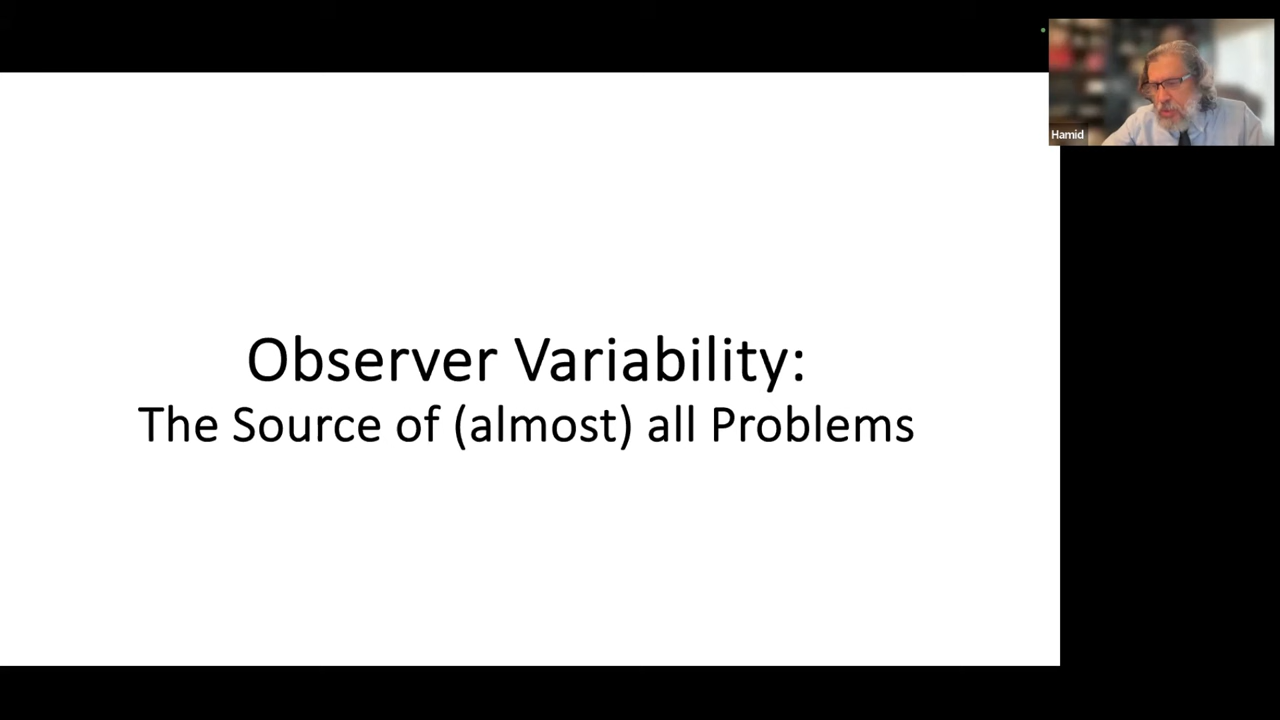 Hamid
Observer Variability:
The Source of (almost) all Problems